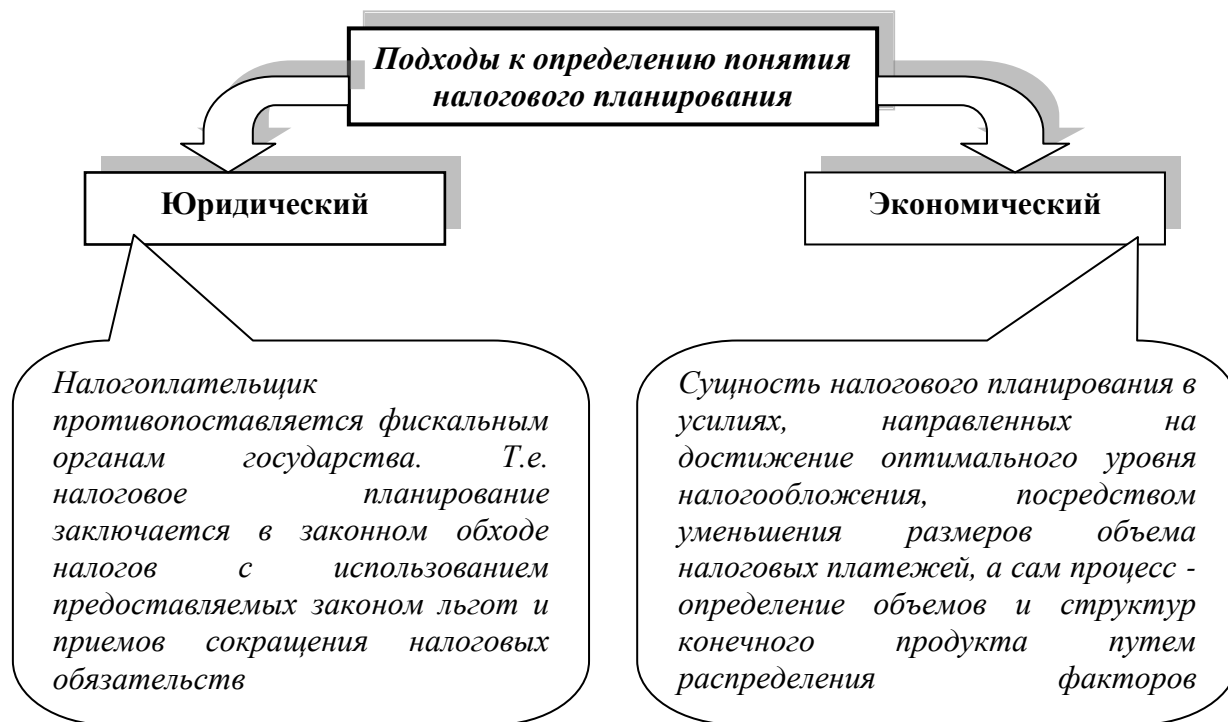 Подходы к определению понятия
налогового планирования
Юридический
Экономический
Налогоплательщик
противопоставляется фискальным
органам государства. Т.е.
налоговое планирование
заключается в законном обходе
налогов с использованием
предоставляемых законом льгот и
приемов сокращения налоговых
обязательств
Сущность налогового планирования в
усилиях, направленных на
достижение оптимального уровня
налогообложения, посредством
уменьшения размеров объема
налоговых платежей, а сам процесс -
определение объемов и структур
конечного продукта путем
распределения факторов